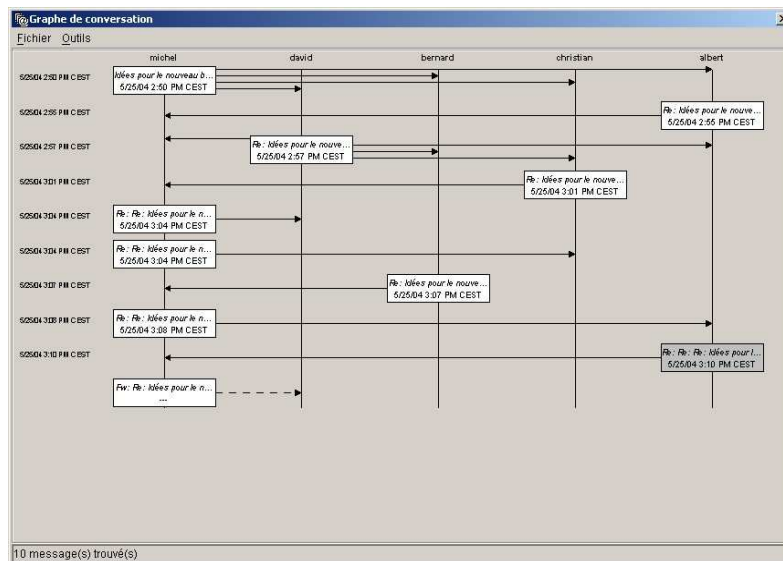 Graphe de conversation
Fichier Outils
michel david bernard christian albert
5/25/04 2:50 PM CEST
Idées pour le nouveau b...
5/25/04 2:50 PM CEST
5/25/04 2:55 PM CEST
Re: Idées pour le nouve...
5/25/04 2:55 PM CEST
5/25/04 2:57 PM CEST
Re: Idées pour le nouve...
5/25/04 2:57 PM CEST
5/25/04 3:01 PM CEST
Re: Idées pour le nouve...
5/25/04 3:01 PM CEST
5/25/04 3:04 PM CEST
Re: Re: Idées pour le n...
5/25/04 3:04 PM CEST
5/25/04 3:04 PM CEST
Re: Re: Idées pour le n...
5/25/04 3:04 PM CEST
5/25/04 3:07 PM CEST
Re: Idées pour le nouve...
5/25/04 3:07 PM CEST
5/25/04 3:08 PM CEST
Re: Re: Idées pour le n...
5/25/04 3:08 PM CEST
5/25/04 3:10 PM CEST
Re: Re: Re: Idées pour l...
5/25/04 3:10 PM CEST
Fw: Re: Idées pour le n...
...
10 message(s) trouvé(s)